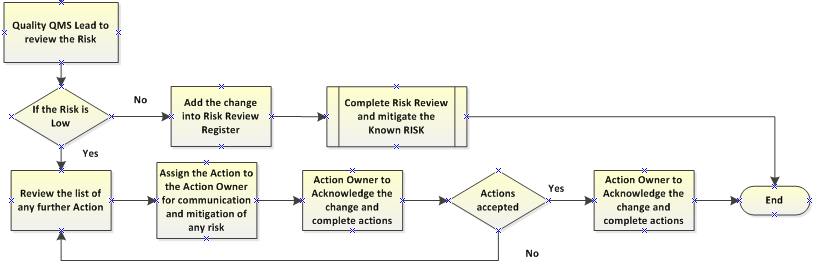 Quality QMS Lead to
review the Risk
If the Risk is
Low
No
Add the change
into Risk Review
Register
Complete Risk Review
and mitigate the
Known RISK
Yes
Review the list of
any further Action
Assign the Action to
the Action Owner
for communication
and mitigation of
any risk
Action Owner to
Acknowledge the
change and
complete actions
Actions
accepted
Yes
Action Owner to
Acknowledge the
change and
complete actions
End
No